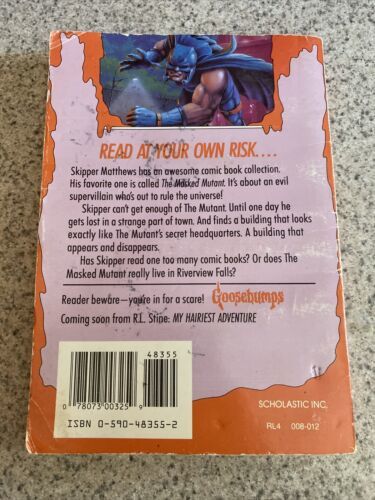 READ AT YOUR OWN RISK....
Skipper Matthews has an awesome comic book collection.
His favorite one is called The Masked Mutant. It's about an evil
supervillain who's out to rule the universe!
Skipper can't get enough of The Mutant. Until one day he
gets lost in a strange part of town. And finds a building that looks
exactly like The Mutant's secret headquarters. A building that
appears and disappears.
Has Skipper read one too many comic books? Or does The
Masked Mutant really live in Riverview Falls?
Reader beware—you're in for a scare! Goosebumps
Coming soon from R.L. Stine: MY HAIRIEST ADVENTURE
48355
0 78073 00325 9
ISBN 0-590-48355-2
SCHOLASTIC INC.
RL4 008-012